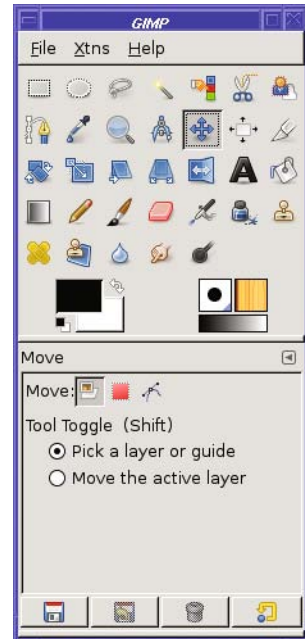 GIMP
File Xtns Help
Move
Move:
Tool Toggle (Shift)
Pick a layer or guide
Move the active layer